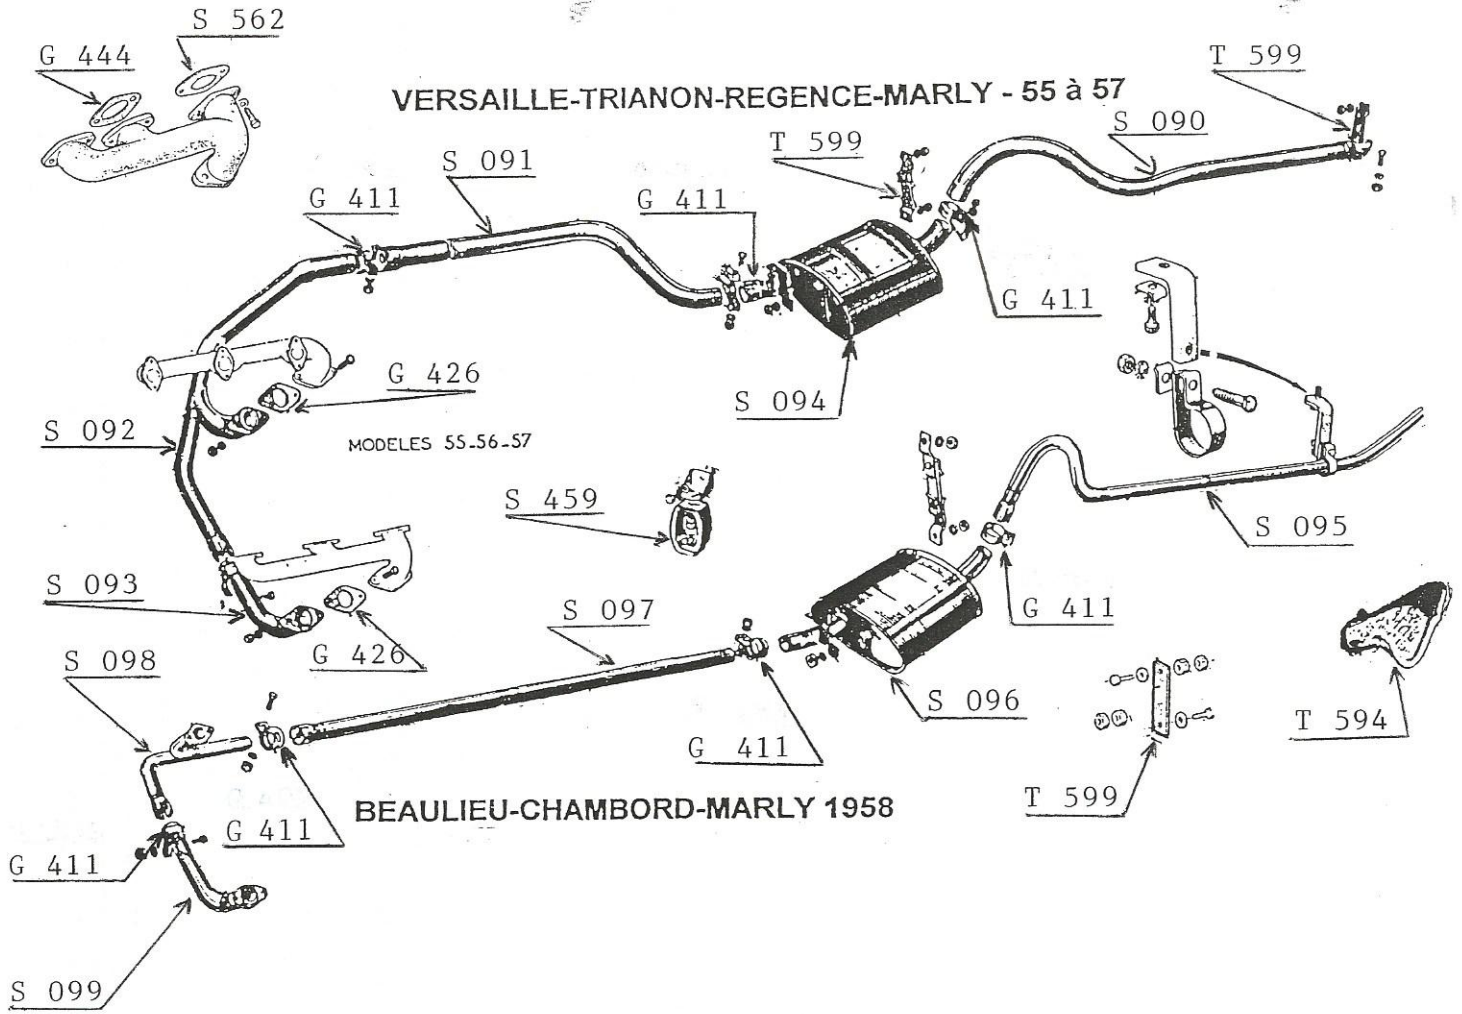 S 562
G 444
T 599
VERSAILLE-TRIANON-REGENCE-MARLY - 55 à 57
S 090
T 599
S 091
G 411
G 411
G 411
G 426
S 094
S 092
MODELES 55-56-57
S 459
S 095
S 093
S 097
G 411
G 426
S 098
S 096
T 594
G 411
T 599
BEAULIEU-CHAMBORD-MARLY 1958
G 411
G 411
S 099